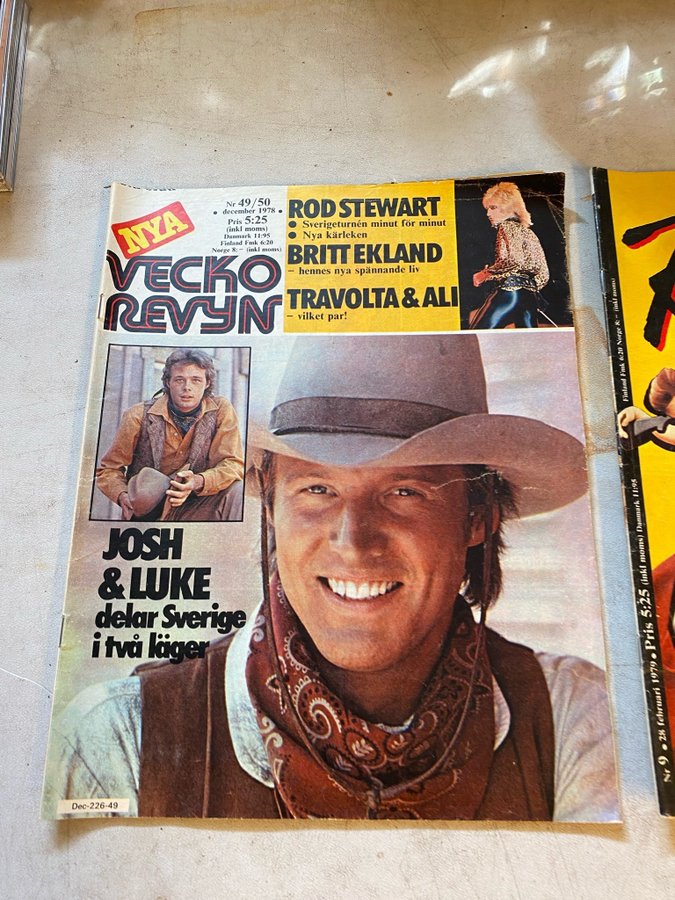 NYA
VECKO
REVYN
Nr 49/50
• december 1978 •
Pris 5:25
(inkl moms)
Danmark 11:95
Finland Fmk 6:20
Norge 8:– (inkl moms)
ROD STEWART
• Sverigeturnén minut för minut
• Nya kärleken
BRITT EKLAND
– hennes nya spännande liv
TRAVOLTA & ALI
– vilket par!
JOSH
& LUKE
delar Sverige
i två läger
Dec-226-49
Nr 9 • 28 februari 1979 • Pris 5:25 (inkl moms) Danmark 11:95
Finland Fmk 6:20 Norge 8:– (inkl moms)